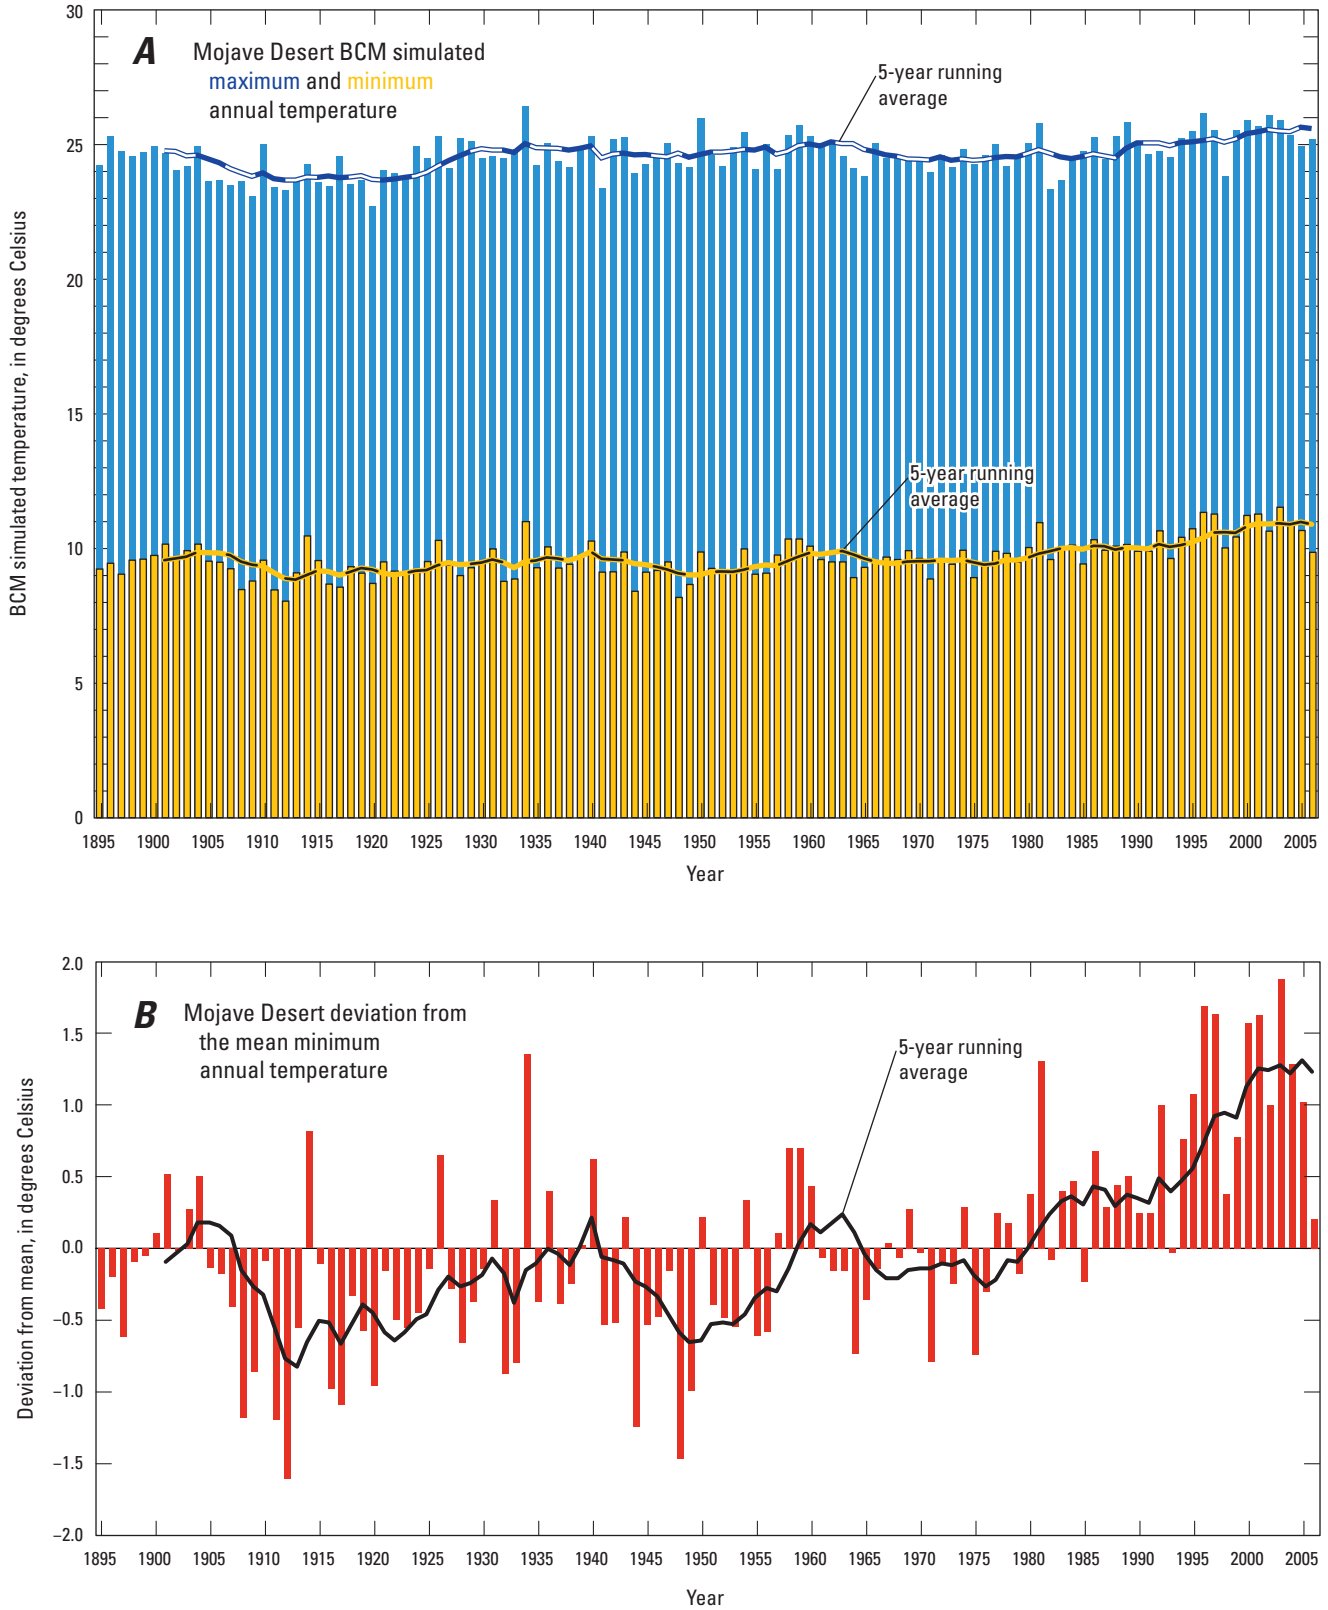 A Mojave Desert BCM simulated
maximum and minimum
annual temperature
5-year running
average
5-year running
average
BCM simulated temperature, in degrees Celsius
30
25
20
15
10
5
0
1895 1900 1905 1910 1915 1920 1925 1930 1935 1940 1945 1950 1955 1960 1965 1970 1975 1980 1985 1990 1995 2000 2005
Year
B Mojave Desert deviation from
the mean minimum
annual temperature
5-year running
average
Deviation from mean, in degrees Celsius
2.0
1.5
1.0
0.5
0.0
–0.5
–1.0
–1.5
–2.0
1895 1900 1905 1910 1915 1920 1925 1930 1935 1940 1945 1950 1955 1960 1965 1970 1975 1980 1985 1990 1995 2000 2005
Year